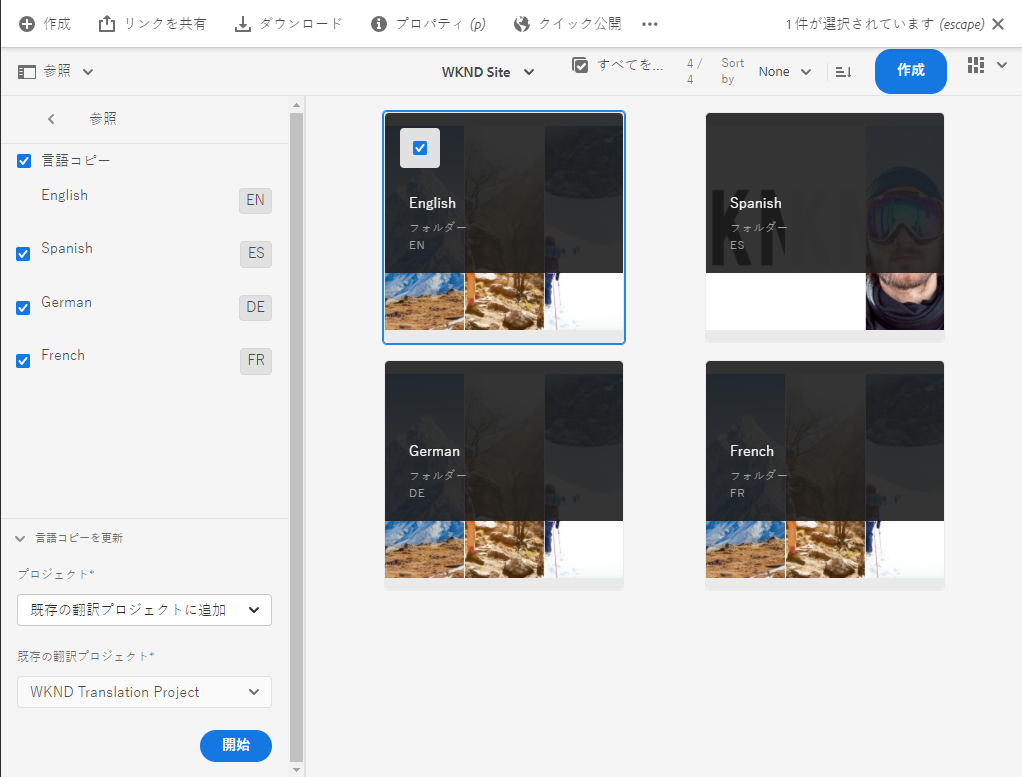 作成 リンクを共有 ダウンロード プロパティ (p) クイック公開 1 件が選択されています (escape)
参照 WKND Site すべてを... 4 / 4 Sort by None 作成
参照
言語コピー
English EN
Spanish ES
German DE
French FR
言語コピーを更新
プロジェクト*
既存の翻訳プロジェクトに追加
既存の翻訳プロジェクト*
WKND Translation Project
開始
English
フォルダー
EN
Spanish
フォルダー
ES
German
フォルダー
DE
French
フォルダー
FR